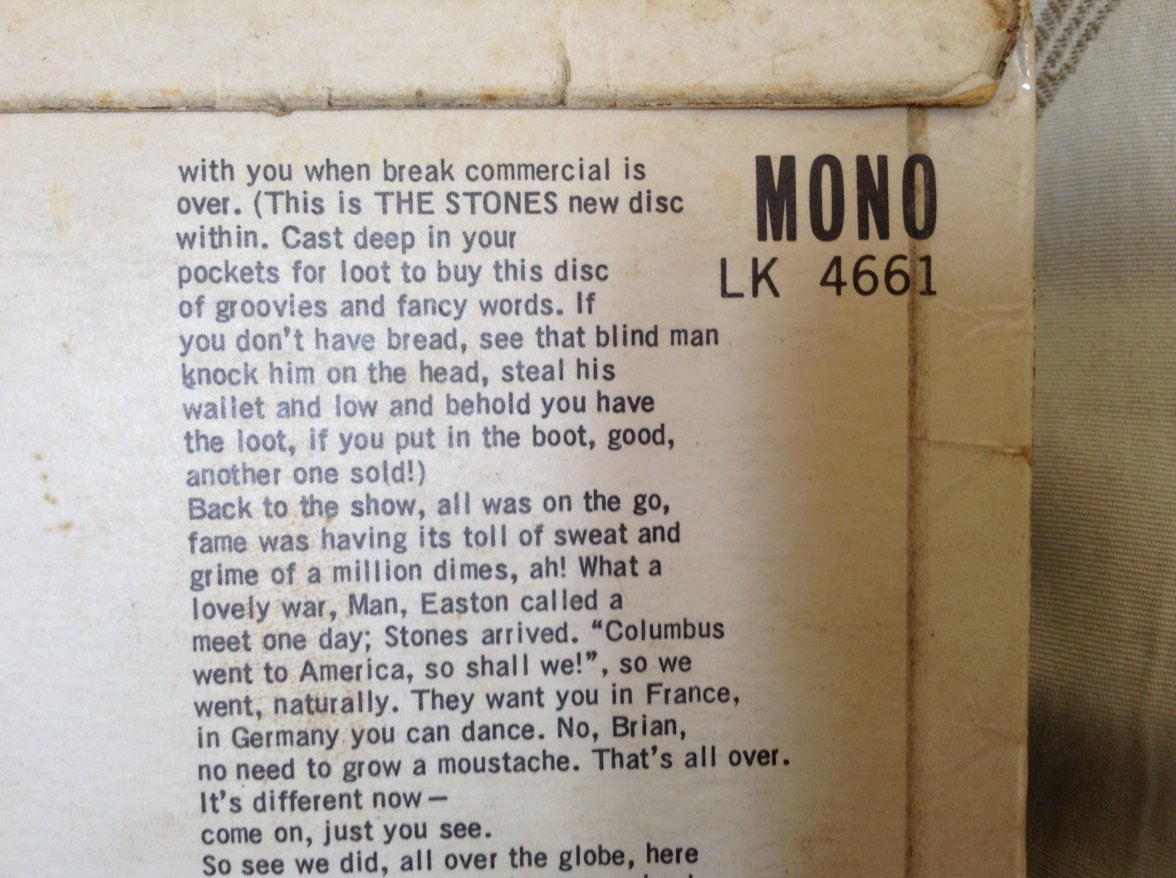 with you when break commercial is
over. (This is THE STONES new disc
within. Cast deep in your
pockets for loot to buy this disc
of groovies and fancy words. If
you don't have bread, see that blind man
knock him on the head, steal his
wallet and low and behold you have
the loot, if you put in the boot, good,
another one sold!)
Back to the show, all was on the go,
fame was having its toll of sweat and
grime of a million dimes, ah! What a
lovely war, Man, Easton called a
meet one day; Stones arrived. “Columbus
went to America, so shall we!”, so we
went, naturally. They want you in France,
in Germany you can dance. No, Brian,
no need to grow a moustache. That's all over.
It's different now —
come on, just you see.
So see we did, all over the globe, here
MONO
LK 4661